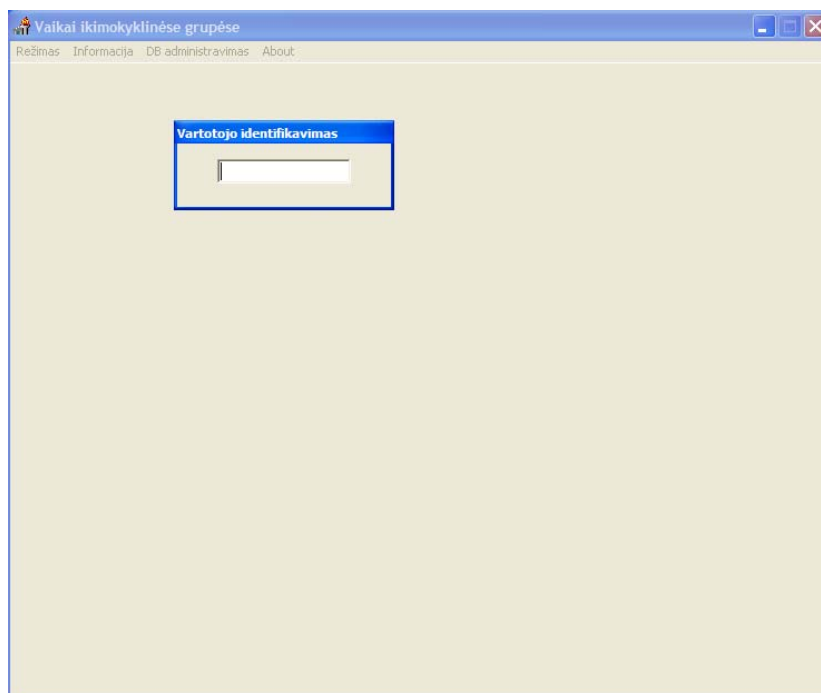 Vaikai ikimokyklinėse grupėse
Režimas Informacija DB administravimas About
Vartotojo identifikavimas